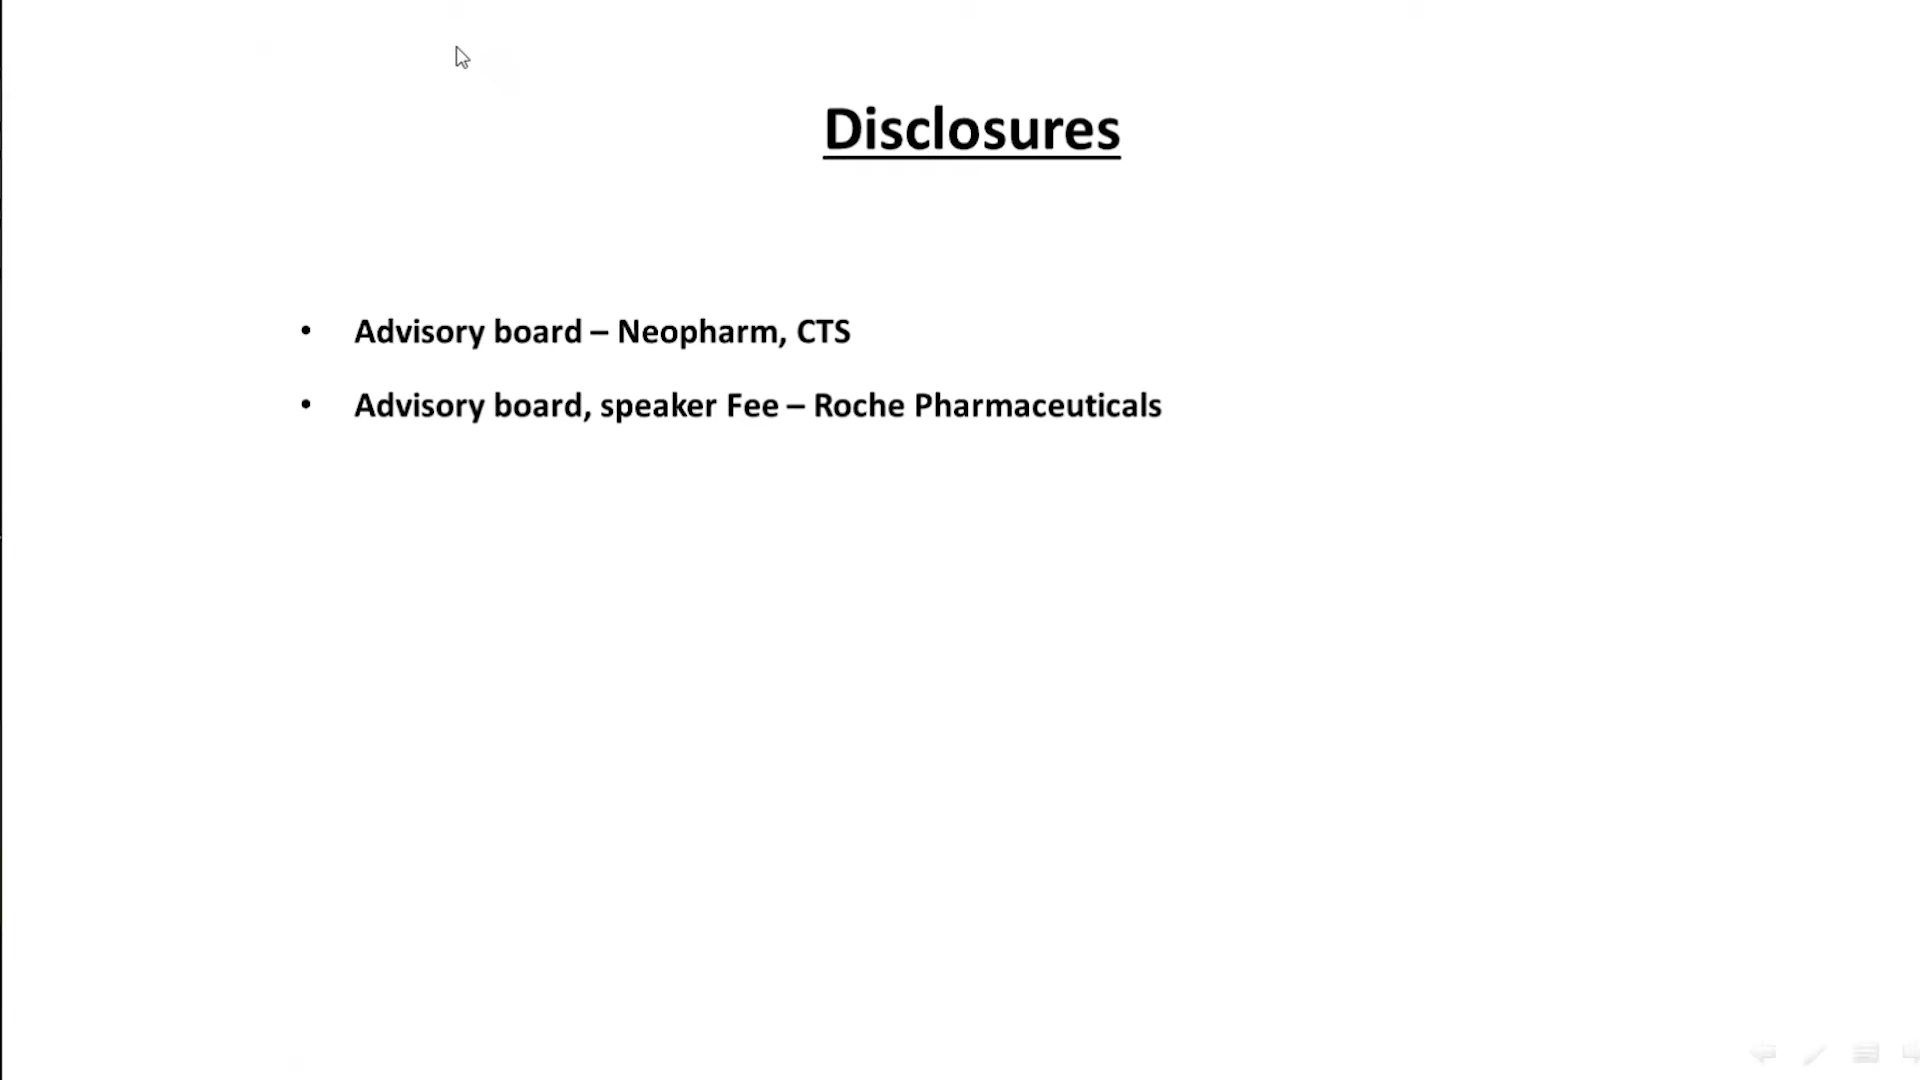 Disclosures
• Advisory board – Neopharm, CTS
• Advisory board, speaker Fee – Roche Pharmaceuticals